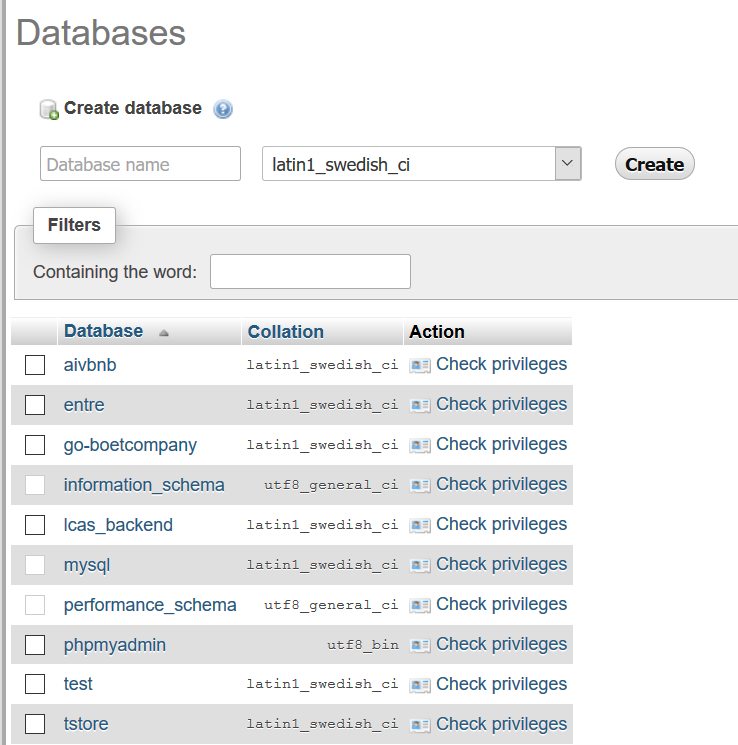 Databases
Create database
Database name latin1_swedish_ci Create
Filters
Containing the word:
Database Collation Action
aivbnb latin1_swedish_ci Check privileges
entre latin1_swedish_ci Check privileges
go-boetcompany latin1_swedish_ci Check privileges
information_schema utf8_general_ci Check privileges
lcas_backend latin1_swedish_ci Check privileges
mysql latin1_swedish_ci Check privileges
performance_schema utf8_general_ci Check privileges
phpmyadmin utf8_bin Check privileges
test latin1_swedish_ci Check privileges
tstore latin1_swedish_ci Check privileges